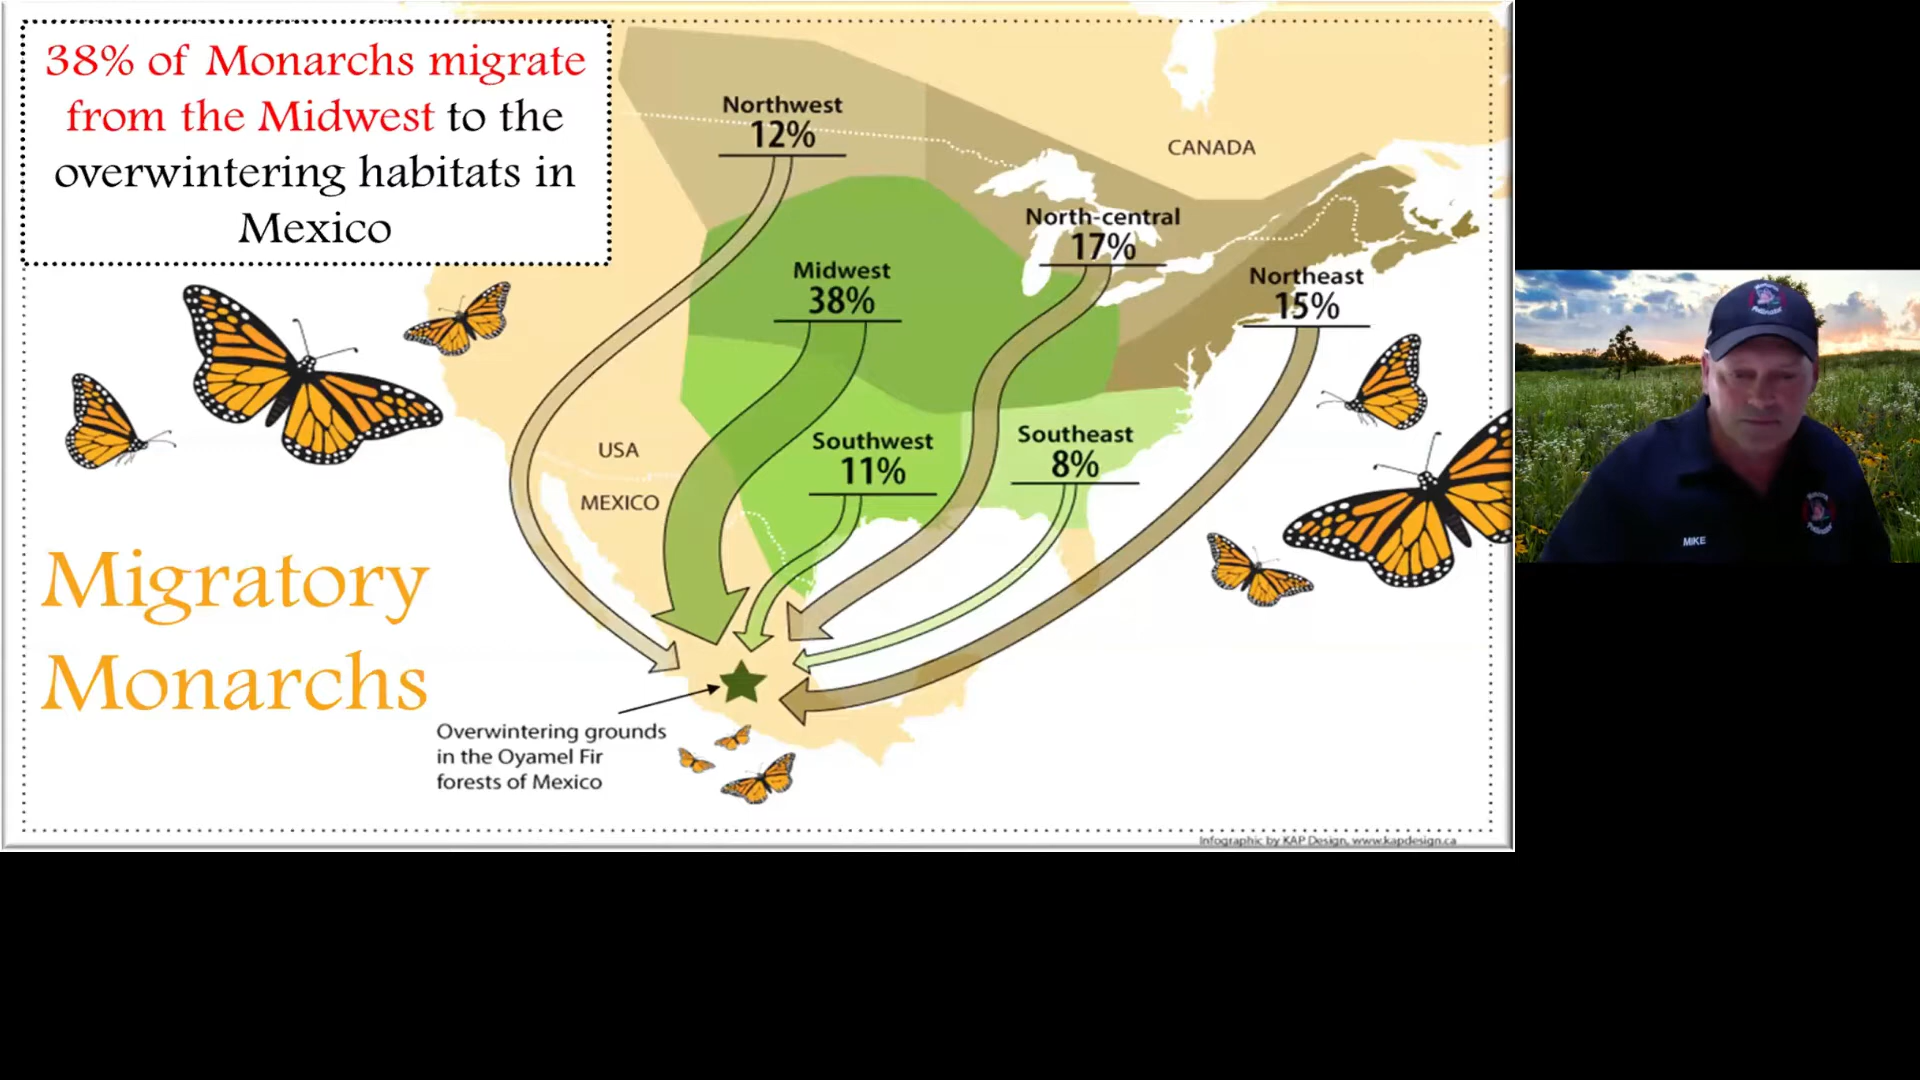 38% of Monarchs migrate
from the Midwest to the
overwintering habitats in
Mexico
Northwest
12%
CANADA
North-central
17%
Midwest
38%
Northeast
15%
USA
MEXICO
Southwest
11%
Southeast
8%
Migratory
Monarchs
Overwintering grounds
in the Oyamel Fir
forests of Mexico
Infographic by KAP Design, www.kapdesign.ca
MIKE